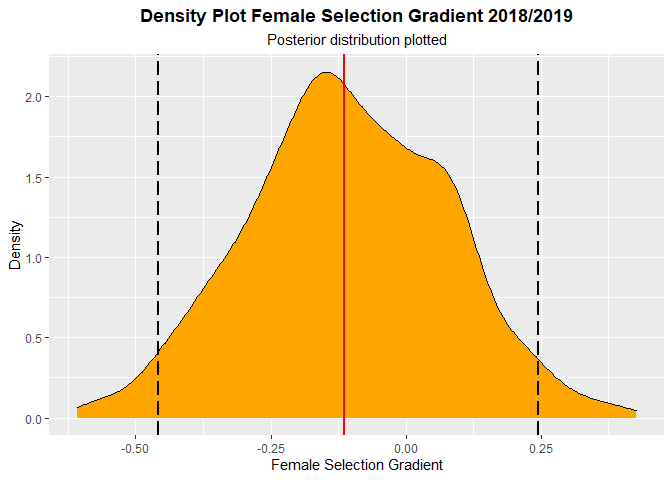 Density Plot Female Selection Gradient 2018/2019
Posterior distribution plotted
2.0
1.5
1.0
0.5
0.0
Density
-0.50
-0.25
0.00
0.25
Female Selection Gradient